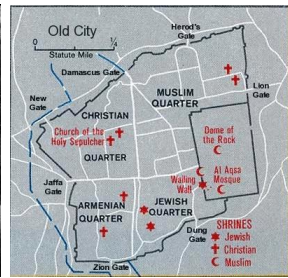 Old City
0 1/4
Statute Mile
Herod's
Gate
Damascus Gate
MUSLIM
QUARTER
Lion
Gate
New
Gate
CHRISTIAN
Church of the
Holy Sepulcher
QUARTER
Dome of
the Rock
Wailing
Wall
Al Aqsa
Mosque
Jaffa
Gate
ARMENIAN
QUARTER
JEWISH
QUARTER
Dung
Gate
Zion Gate
SHRINES
Jewish
Christian
Muslim